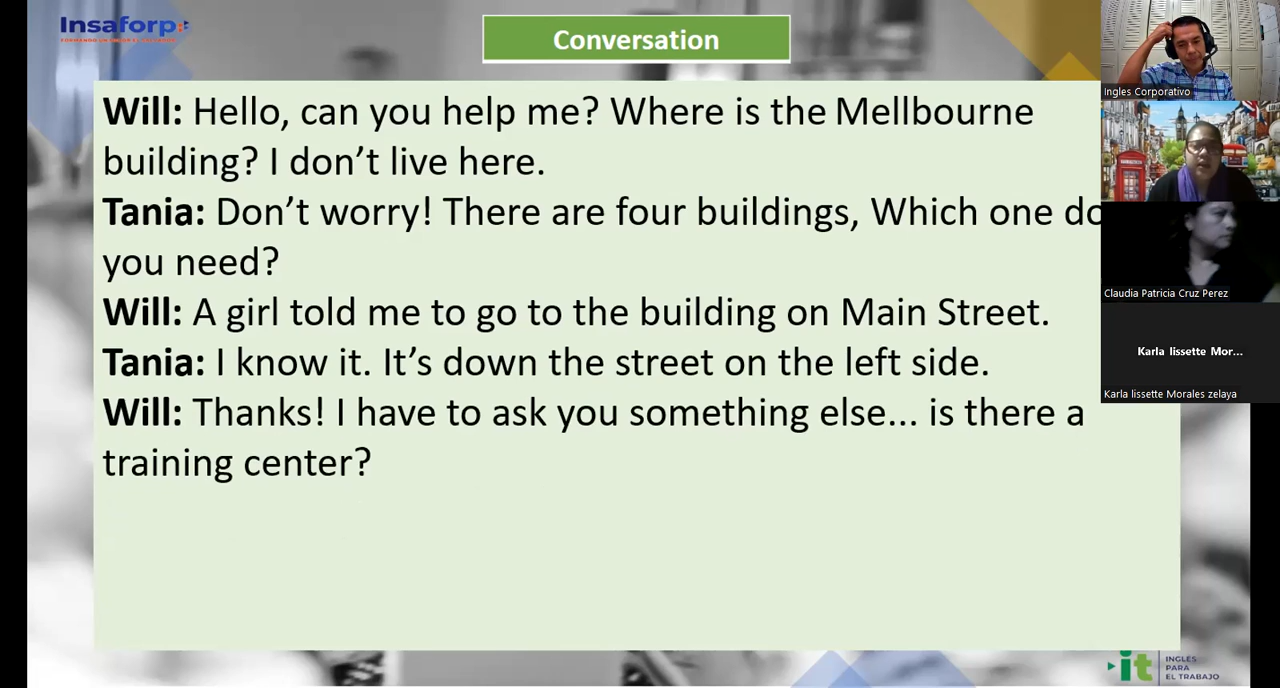 Insaforp
Conversation
Will: Hello, can you help me? Where is the Mellbourne
building? I don’t live here.
Tania: Don’t worry! There are four buildings, Which one do
you need?
Will: A girl told me to go to the building on Main Street.
Tania: I know it. It’s down the street on the left side.
Will: Thanks! I have to ask you something else... is there a
training center?
Ingles Corporativo
Claudia Patricia Cruz Perez
Karla lissette Mor...
Karla lissette Morales zelaya
it
INGLES
PARA
EL TRABAJO